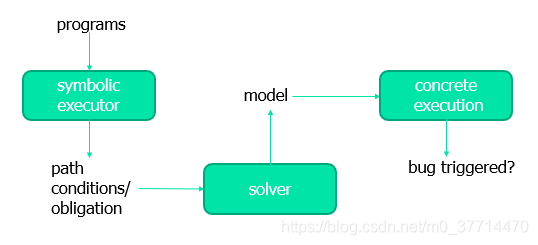 programs
symbolic
executor
path
conditions/
obligation
solver
model
concrete
execution
bug triggered?
https://blog.csdn.net/m0_37714470